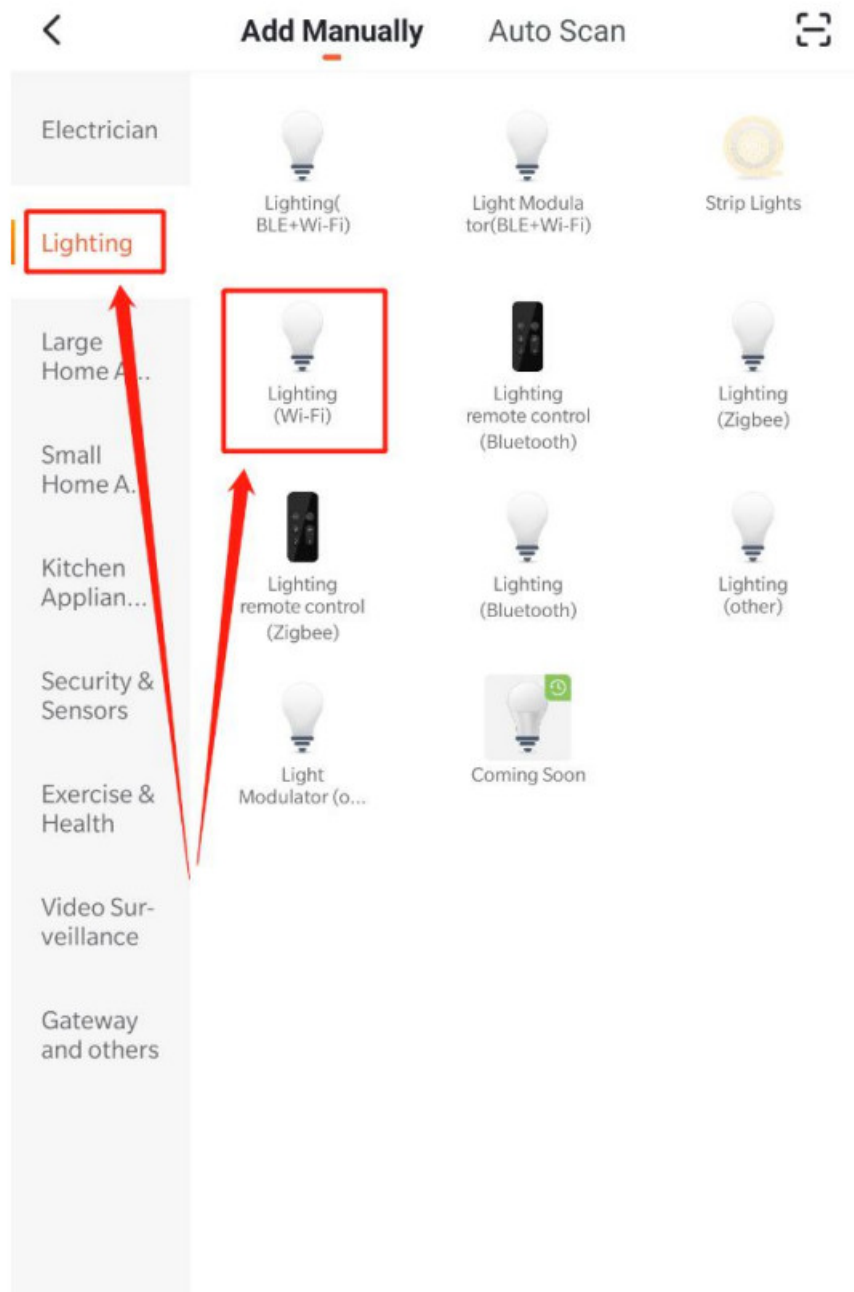 Add Manually
Auto Scan
Electrician
Lighting
Large
Home A...
Small
Home A...
Kitchen
Applian...
Security &
Sensors
Exercise &
Health
Video Sur-
veillance
Gateway
and others
Lighting(
BLE+Wi-Fi)
Light Modula
tor(BLE+Wi-Fi)
Strip Lights
Lighting
(Wi-Fi)
Lighting
remote control
(Bluetooth)
Lighting
(Zigbee)
Lighting
remote control
(Zigbee)
Lighting
(Bluetooth)
Lighting
(other)
Light
Modulator (o...
Coming Soon